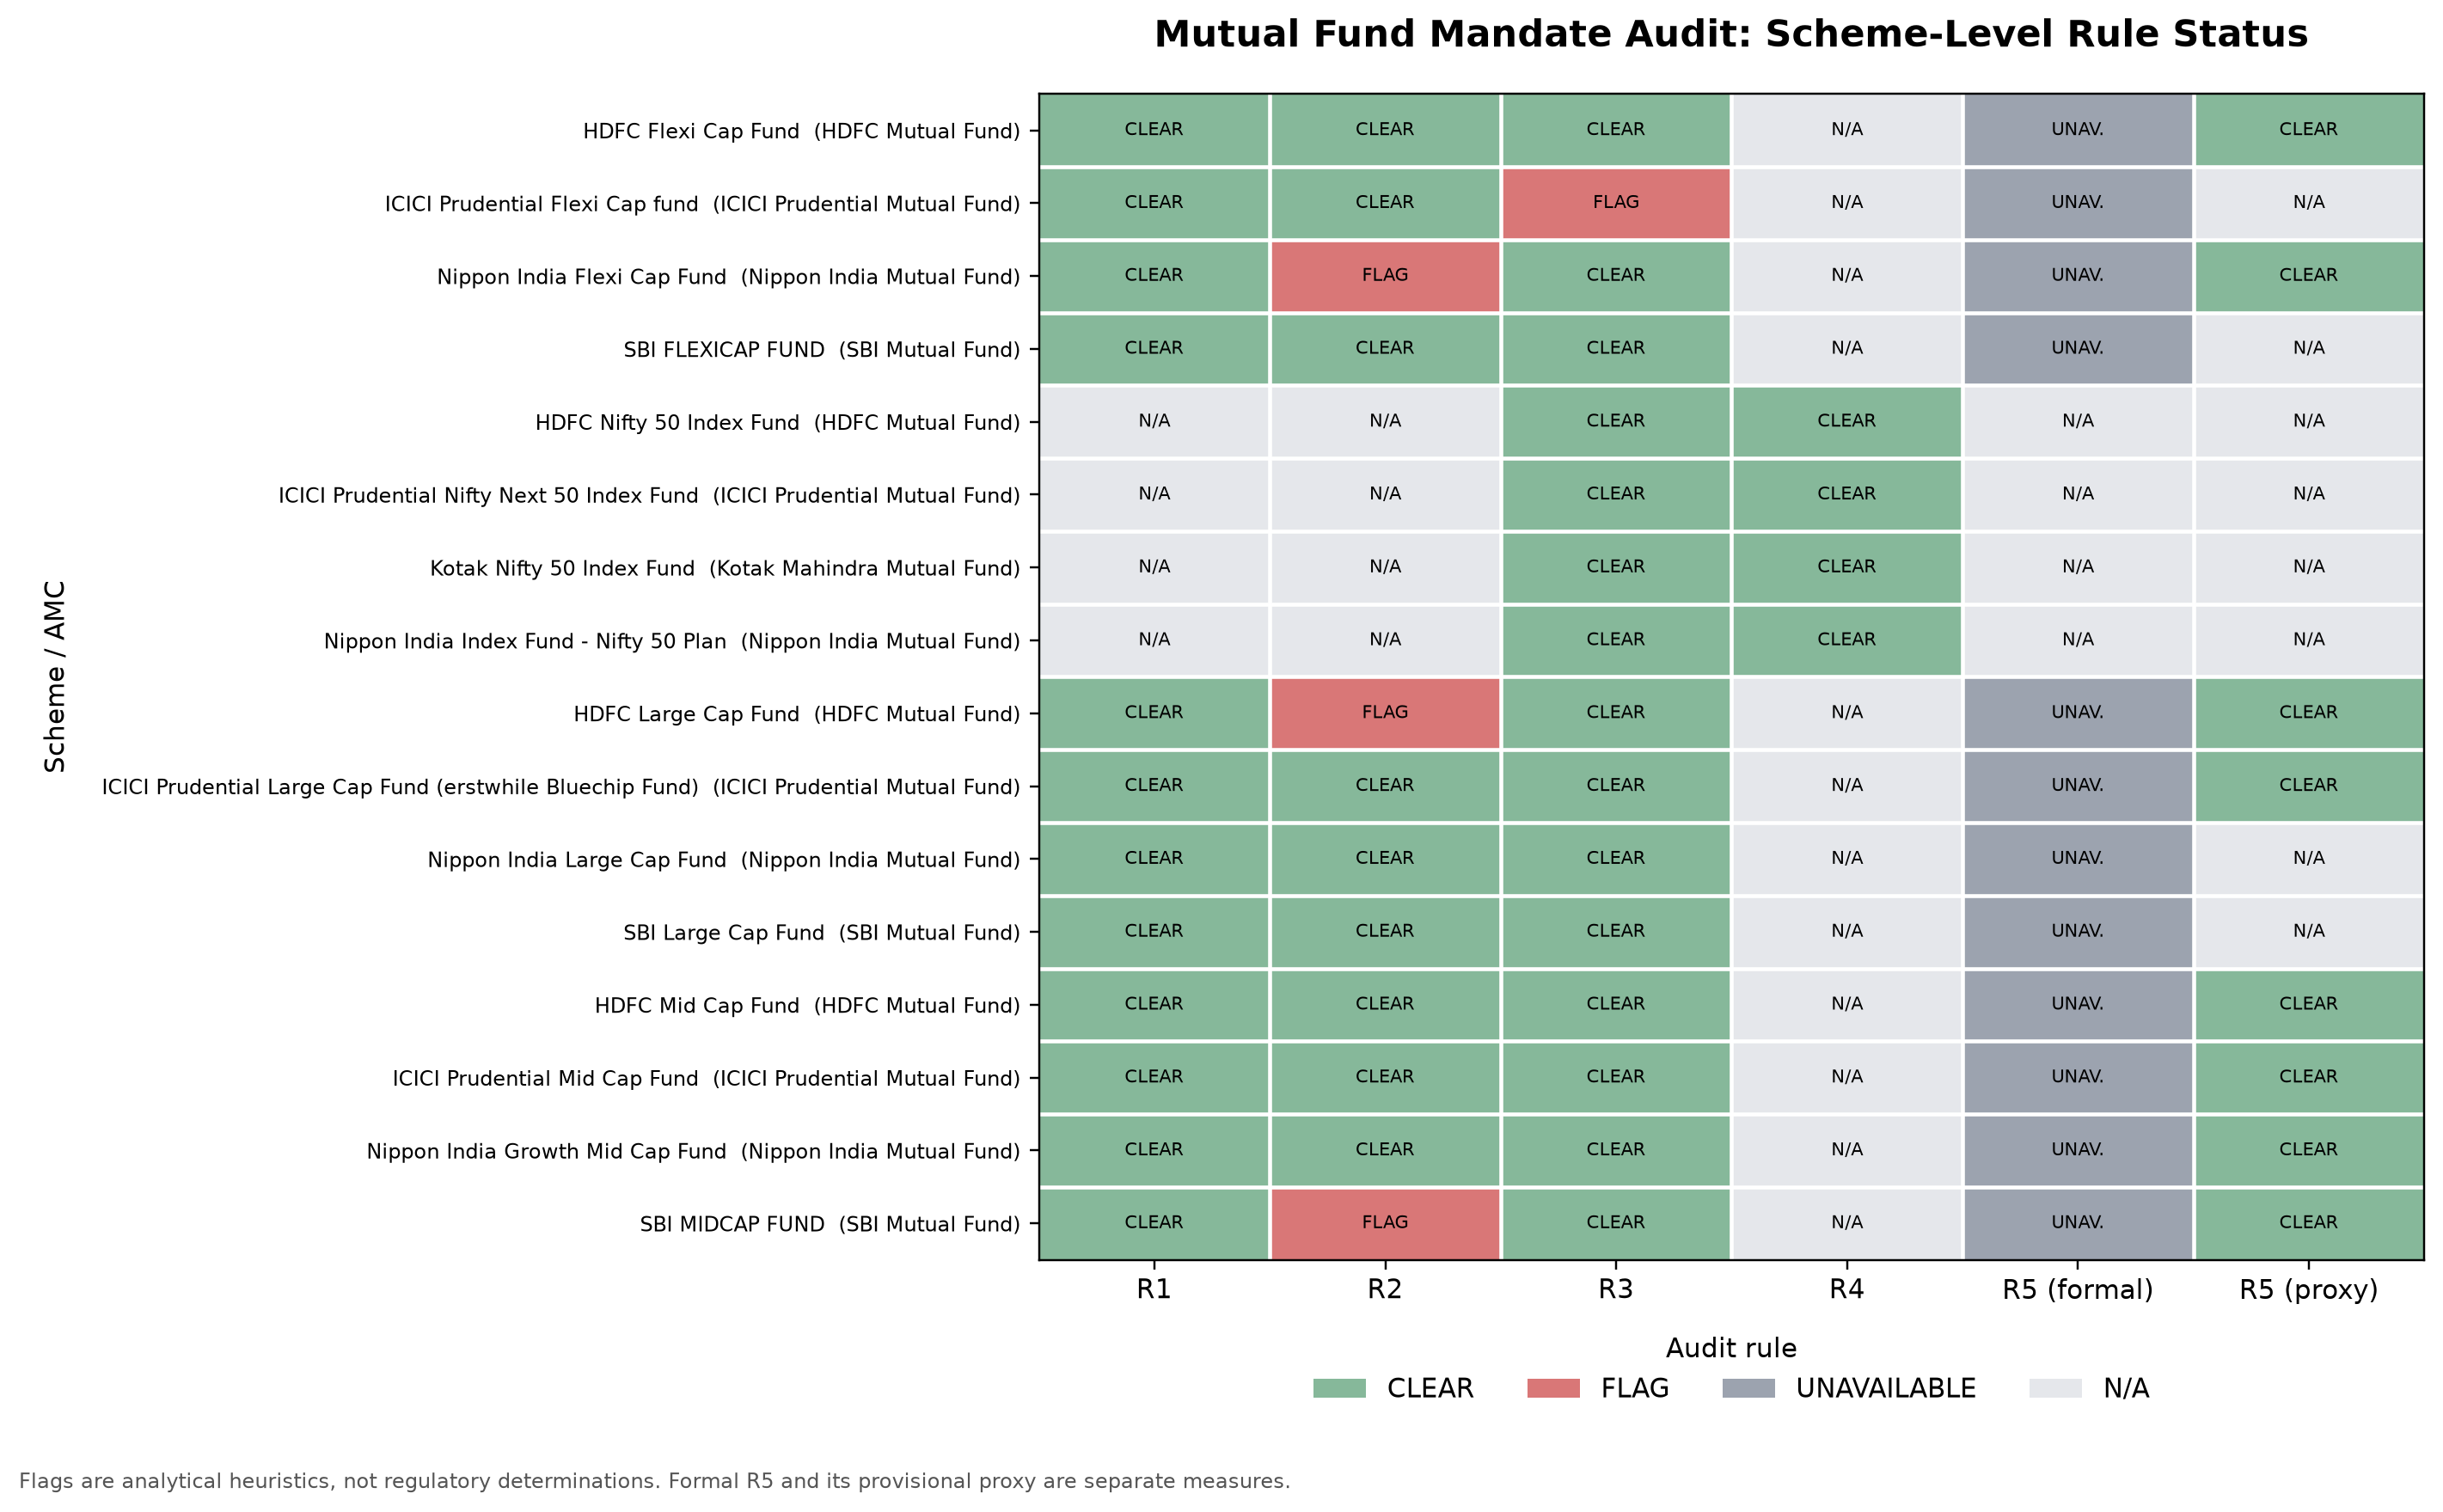 Mutual Fund Mandate Audit: Scheme-Level Rule Status
Scheme / AMC
HDFC Flexi Cap Fund (HDFC Mutual Fund) CLEAR CLEAR CLEAR N/A UNAV. CLEAR
ICICI Prudential Flexi Cap fund (ICICI Prudential Mutual Fund) CLEAR CLEAR FLAG N/A UNAV. N/A
Nippon India Flexi Cap Fund (Nippon India Mutual Fund) CLEAR FLAG CLEAR N/A UNAV. CLEAR
SBI FLEXICAP FUND (SBI Mutual Fund) CLEAR CLEAR CLEAR N/A UNAV. N/A
HDFC Nifty 50 Index Fund (HDFC Mutual Fund) N/A N/A CLEAR CLEAR N/A N/A
ICICI Prudential Nifty Next 50 Index Fund (ICICI Prudential Mutual Fund) N/A N/A CLEAR CLEAR N/A N/A
Kotak Nifty 50 Index Fund (Kotak Mahindra Mutual Fund) N/A N/A CLEAR CLEAR N/A N/A
Nippon India Index Fund - Nifty 50 Plan (Nippon India Mutual Fund) N/A N/A CLEAR CLEAR N/A N/A
HDFC Large Cap Fund (HDFC Mutual Fund) CLEAR FLAG CLEAR N/A UNAV. CLEAR
ICICI Prudential Large Cap Fund (erstwhile Bluechip Fund) (ICICI Prudential Mutual Fund) CLEAR CLEAR CLEAR N/A UNAV. CLEAR
Nippon India Large Cap Fund (Nippon India Mutual Fund) CLEAR CLEAR CLEAR N/A UNAV. N/A
SBI Large Cap Fund (SBI Mutual Fund) CLEAR CLEAR CLEAR N/A UNAV. N/A
HDFC Mid Cap Fund (HDFC Mutual Fund) CLEAR CLEAR CLEAR N/A UNAV. CLEAR
ICICI Prudential Mid Cap Fund (ICICI Prudential Mutual Fund) CLEAR CLEAR CLEAR N/A UNAV. CLEAR
Nippon India Growth Mid Cap Fund (Nippon India Mutual Fund) CLEAR CLEAR CLEAR N/A UNAV. CLEAR
SBI MIDCAP FUND (SBI Mutual Fund) CLEAR FLAG CLEAR N/A UNAV. CLEAR
R1 R2 R3 R4 R5 (formal) R5 (proxy)
Audit rule
CLEAR FLAG UNAVAILABLE N/A
Flags are analytical heuristics, not regulatory determinations. Formal R5 and its provisional proxy are separate measures.